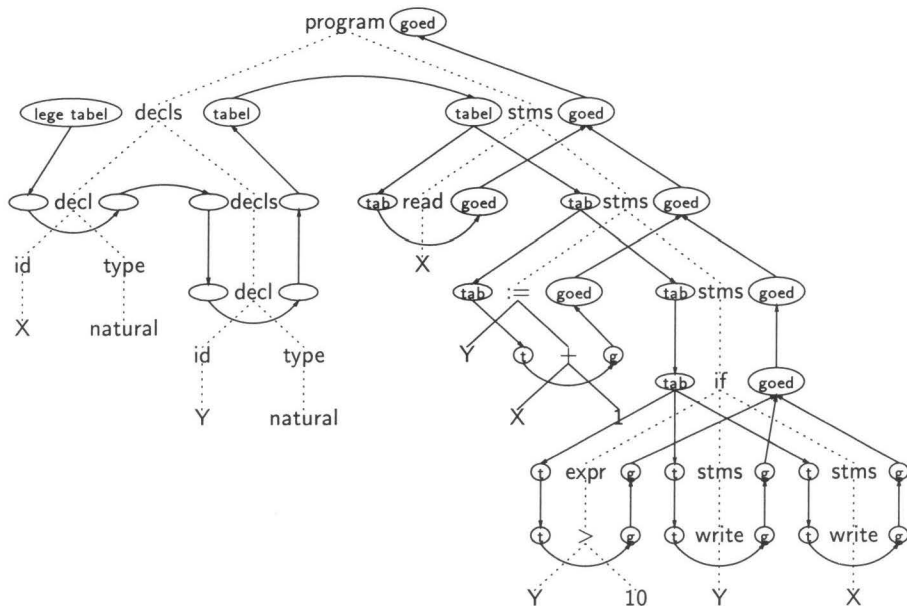 program goed
lege tabel decls tabel tabel stms goed
decl decls tab read goed tab stms goed
id type X
decl tab := goed tab stms goed
X natural
id type Y t + g
tab if goed
Y natural X 1
t expr g t stms g t stms g
t > g t write g t write g
Y 10 Y X